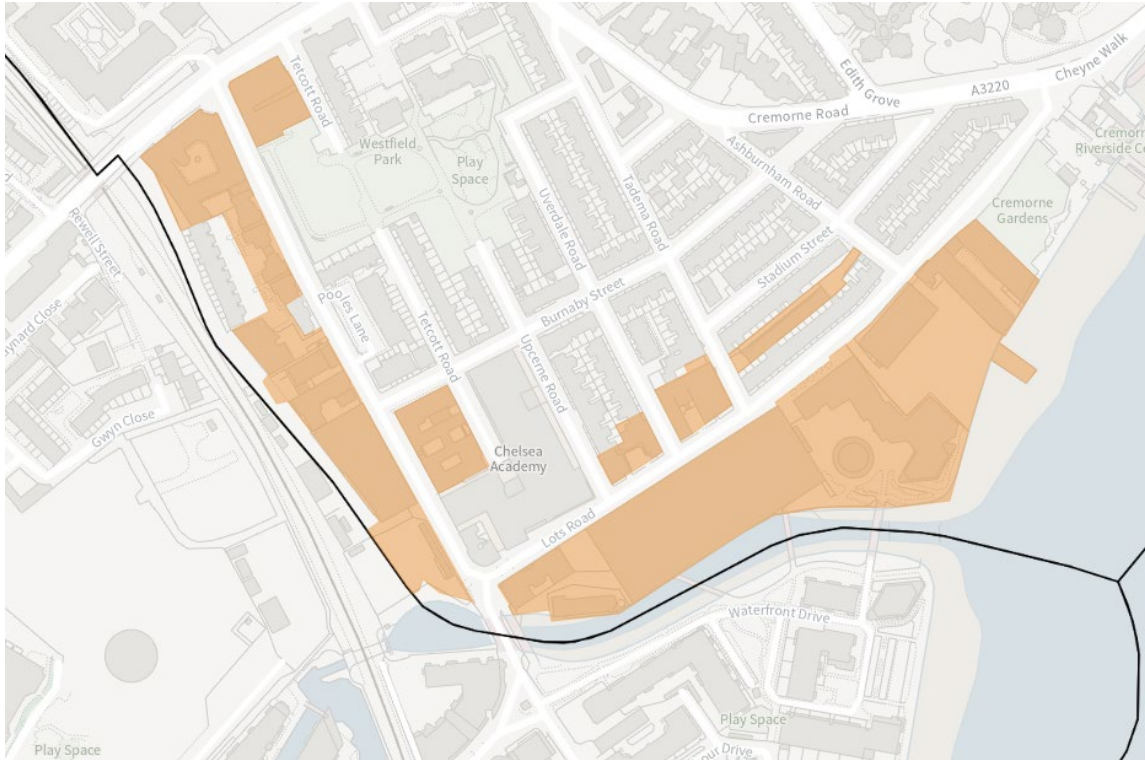 Tetcott Road
Westfield
Park
Play
Space
Edith Grove
Cheyne Walk
A3220
Cremorne Road
Ashburnham Road
Cremorne
Gardens
Tadema Road
Uverdale Road
Rewell Street
Stadium Street
Burnaby Street
Pooles Lane
Tetcott Road
Upcerne Road
Gwyn Close
Chelsea
Academy
Lots Road
Waterfront Drive
Play Space
Play Space